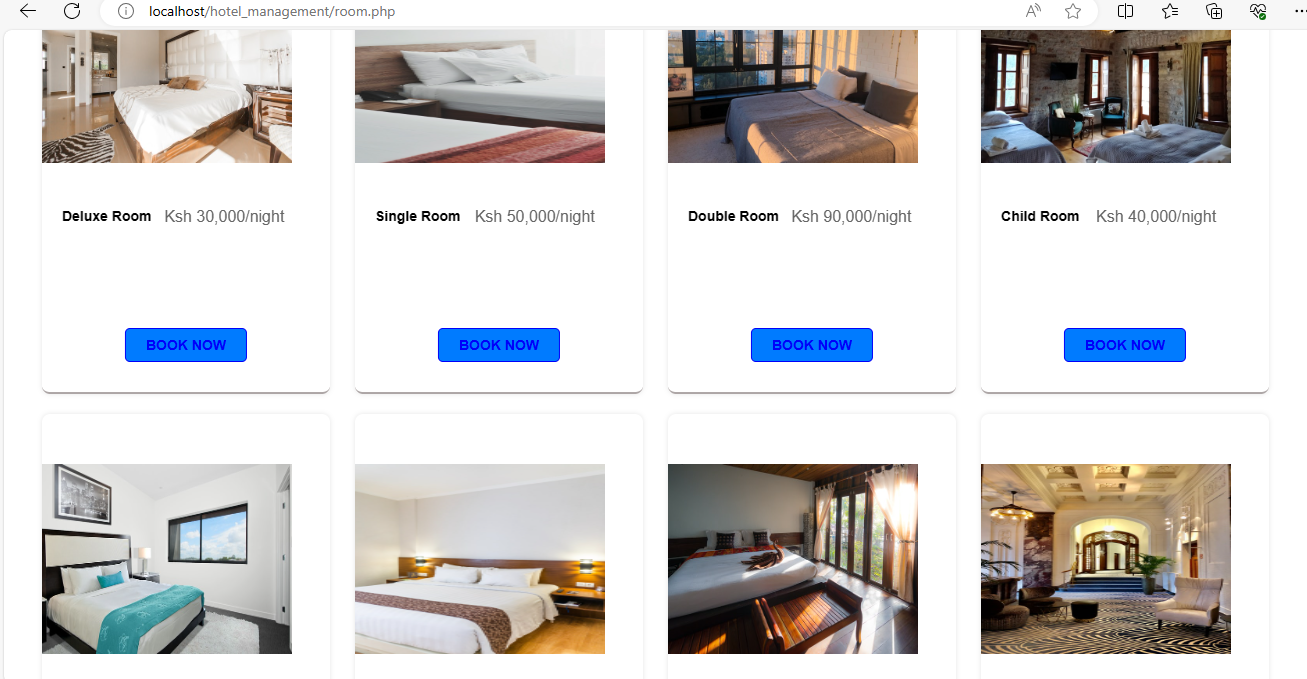 localhost/hotel_management/room.php
Deluxe Room Ksh 30,000/night
Single Room Ksh 50,000/night
Double Room Ksh 90,000/night
Child Room Ksh 40,000/night
BOOK NOW
BOOK NOW
BOOK NOW
BOOK NOW